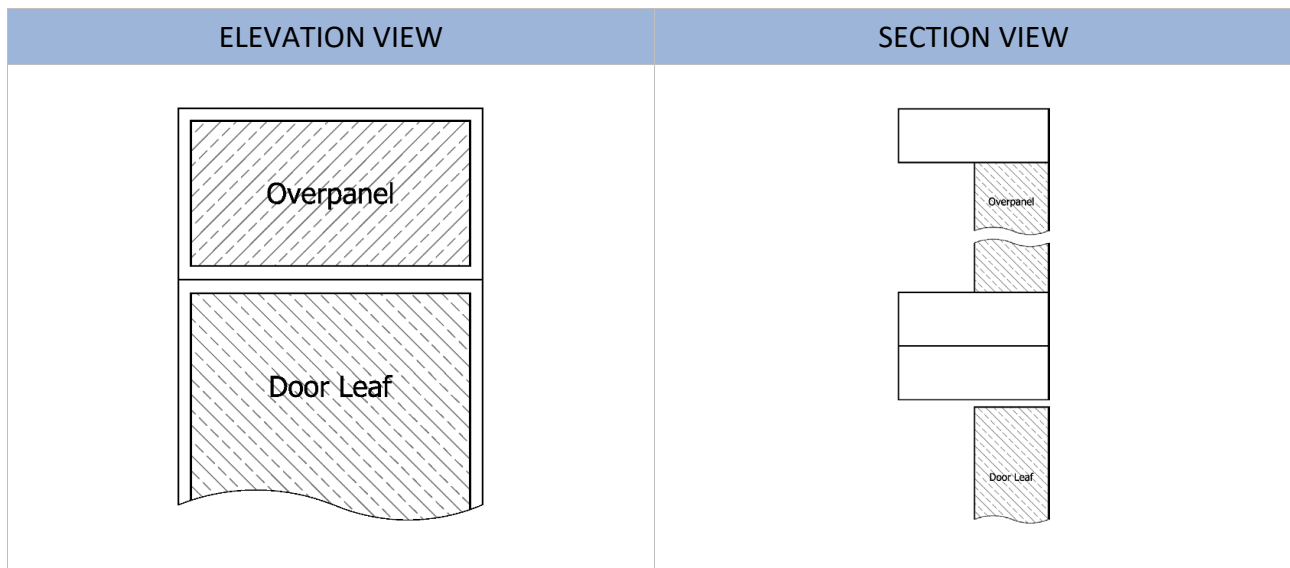 ELEVATION VIEW
SECTION VIEW
Overpanel
Door Leaf
Overpanel
Door Leaf